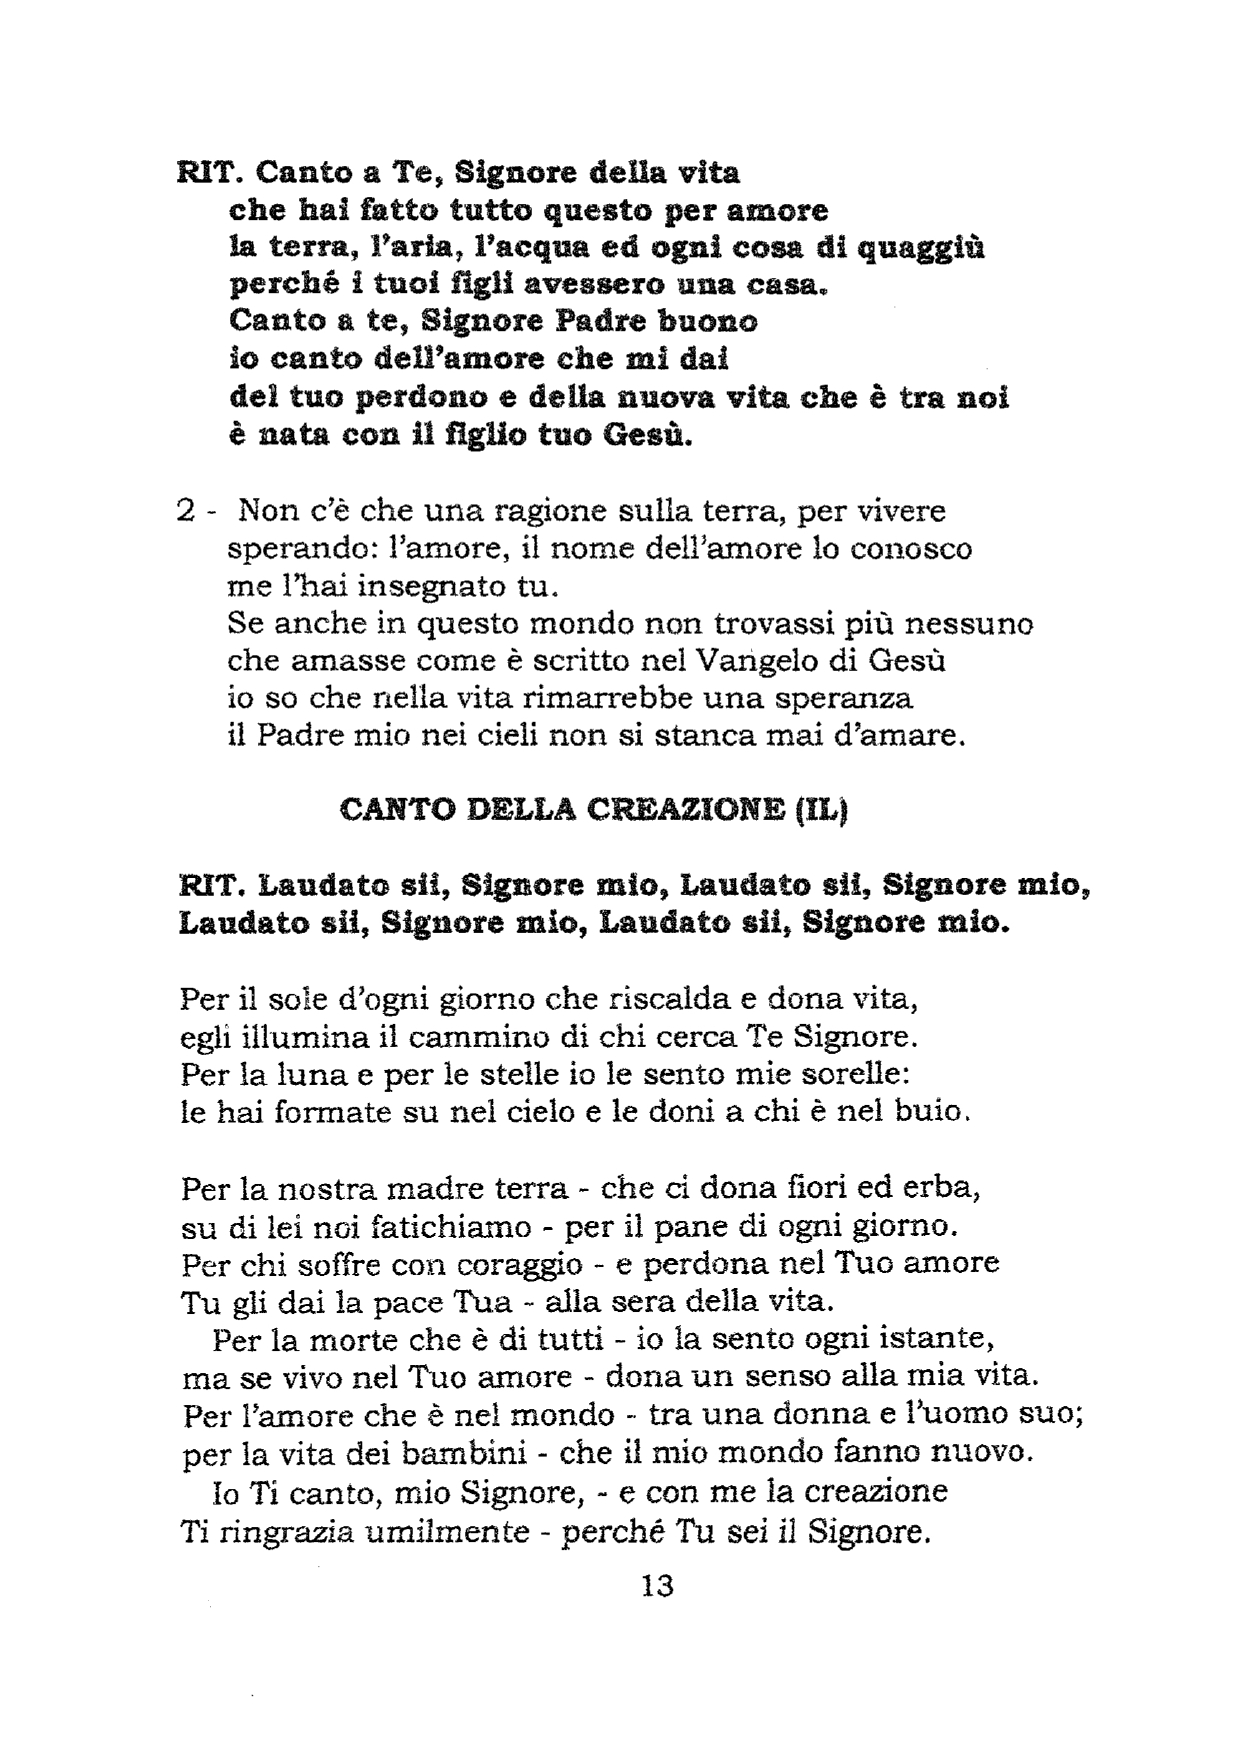 RIT. Canto a Te, Signore della vita
che hai fatto tutto questo per amore
la terra, l'aria, l'acqua ed ogni cosa di quaggiù
perché i tuoi figli avessero una casa.
Canto a te, Signore Padre buono
io canto dell'amore che mi dai
del tuo perdono e della nuova vita che è tra noi
è nata con il figlio tuo Gesù.
2 - Non c'è che una ragione sulla terra, per vivere
sperando: l'amore, il nome dell'amore lo conosco
me l'hai insegnato tu.
Se anche in questo mondo non trovassi più nessuno
che amasse come è scritto nel Vangelo di Gesù
io so che nella vita rimarrebbe una speranza
il Padre mio nei cieli non si stanca mai d'amare.
CANTO DELLA CREAZIONE (IL)
RIT. Laudato sii, Signore mio, Laudato sii, Signore mio,
Laudato sii, Signore mio, Laudato sii, Signore mio.
Per il sole d'ogni giorno che riscalda e dona vita,
egli illumina il cammino di chi cerca Te Signore.
Per la luna e per le stelle io le sento mie sorelle:
le hai formate su nel cielo e le doni a chi è nel buio.
Per la nostra madre terra - che ci dona fiori ed erba,
su di lei noi fatichiamo - per il pane di ogni giorno.
Per chi soffre con coraggio - e perdona nel Tuo amore
Tu gli dai la pace Tua - alla sera della vita.
Per la morte che è di tutti - io la sento ogni istante,
ma se vivo nel Tuo amore - dona un senso alla mia vita.
Per l'amore che è nel mondo - tra una donna e l'uomo suo;
per la vita dei bambini - che il mio mondo fanno nuovo.
Io Ti canto, mio Signore, - e con me la creazione
Ti ringrazia umilmente - perché Tu sei il Signore.
13